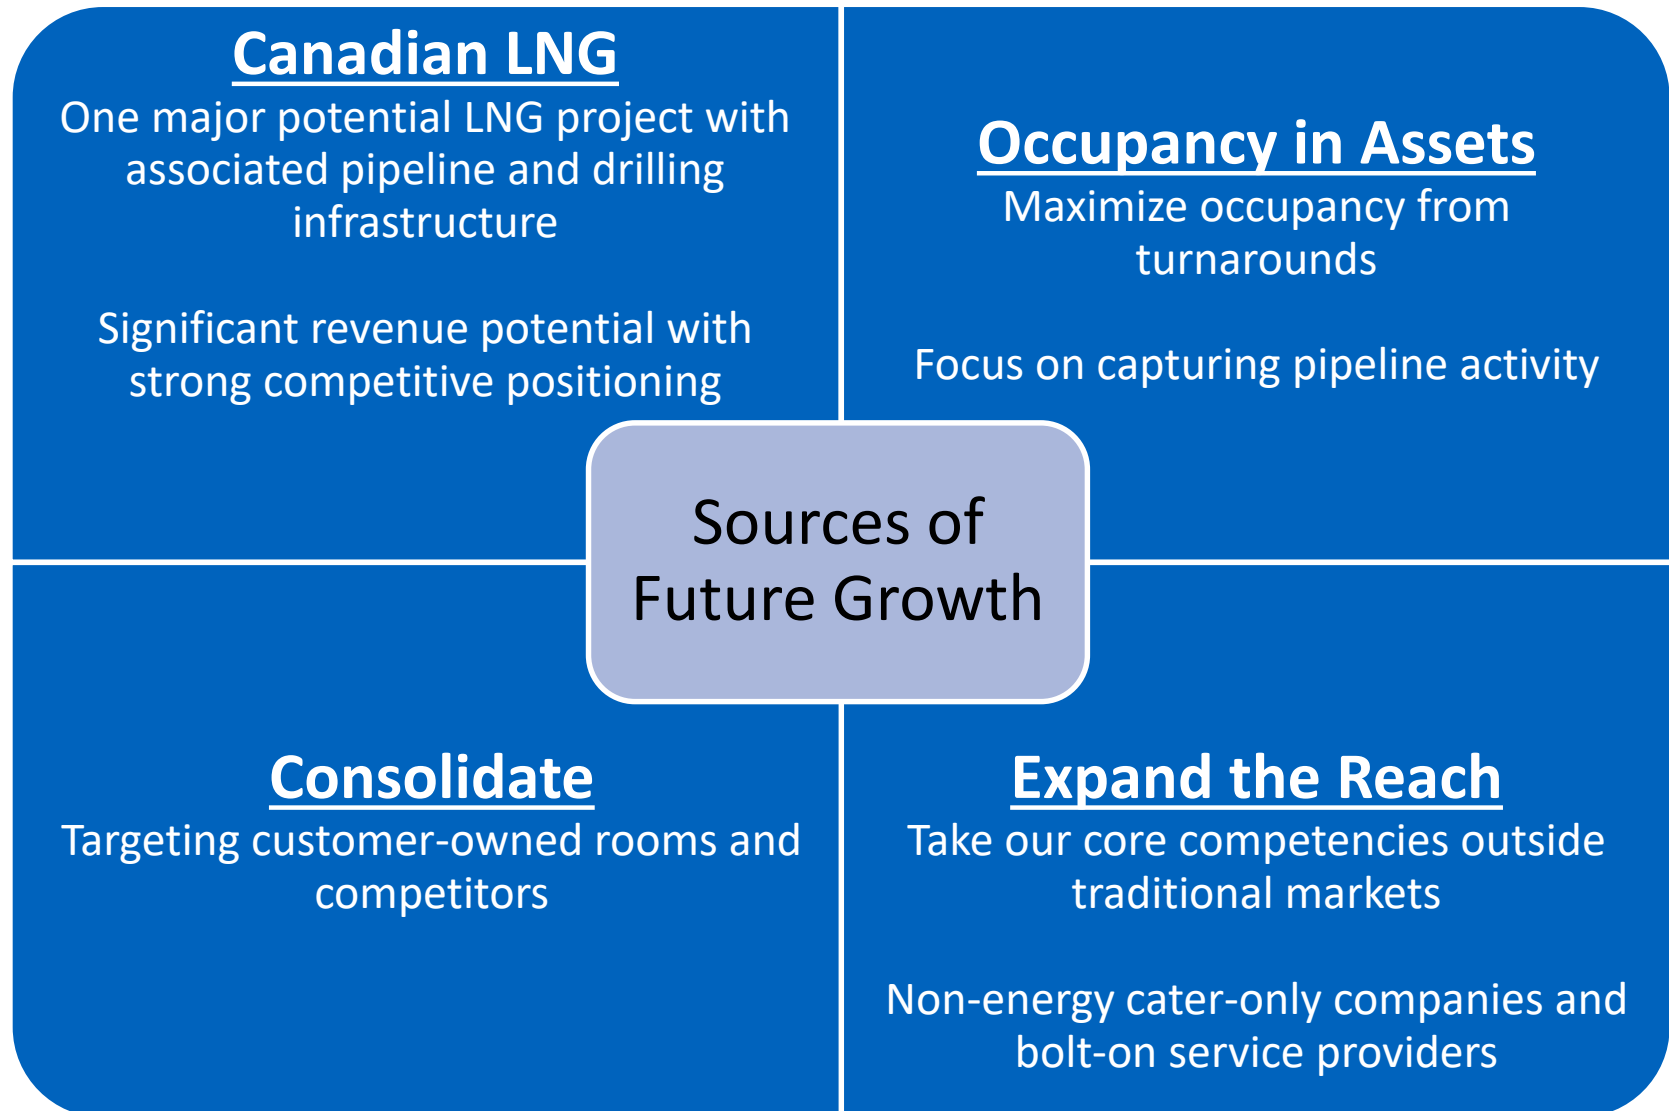 Canadian LNG
One major potential LNG project with
associated pipeline and drilling
infrastructure
Significant revenue potential with
strong competitive positioning
Occupancy in Assets
Maximize occupancy from
turnarounds
Focus on capturing pipeline activity
Sources of
Future Growth
Consolidate
Targeting customer-owned rooms and
competitors
Expand the Reach
Take our core competencies outside
traditional markets
Non-energy cater-only companies and
bolt-on service providers